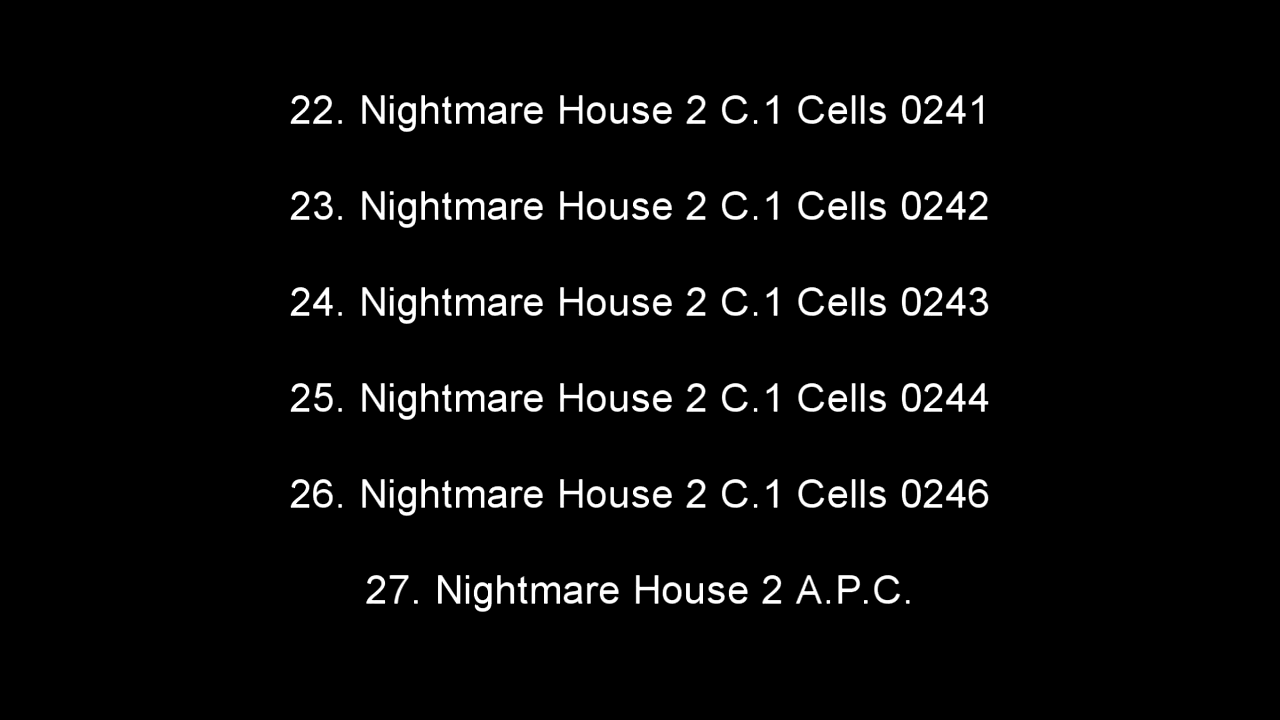 22. Nightmare House 2 C.1 Cells 0241
23. Nightmare House 2 C.1 Cells 0242
24. Nightmare House 2 C.1 Cells 0243
25. Nightmare House 2 C.1 Cells 0244
26. Nightmare House 2 C.1 Cells 0246
27. Nightmare House 2 A.P.C.